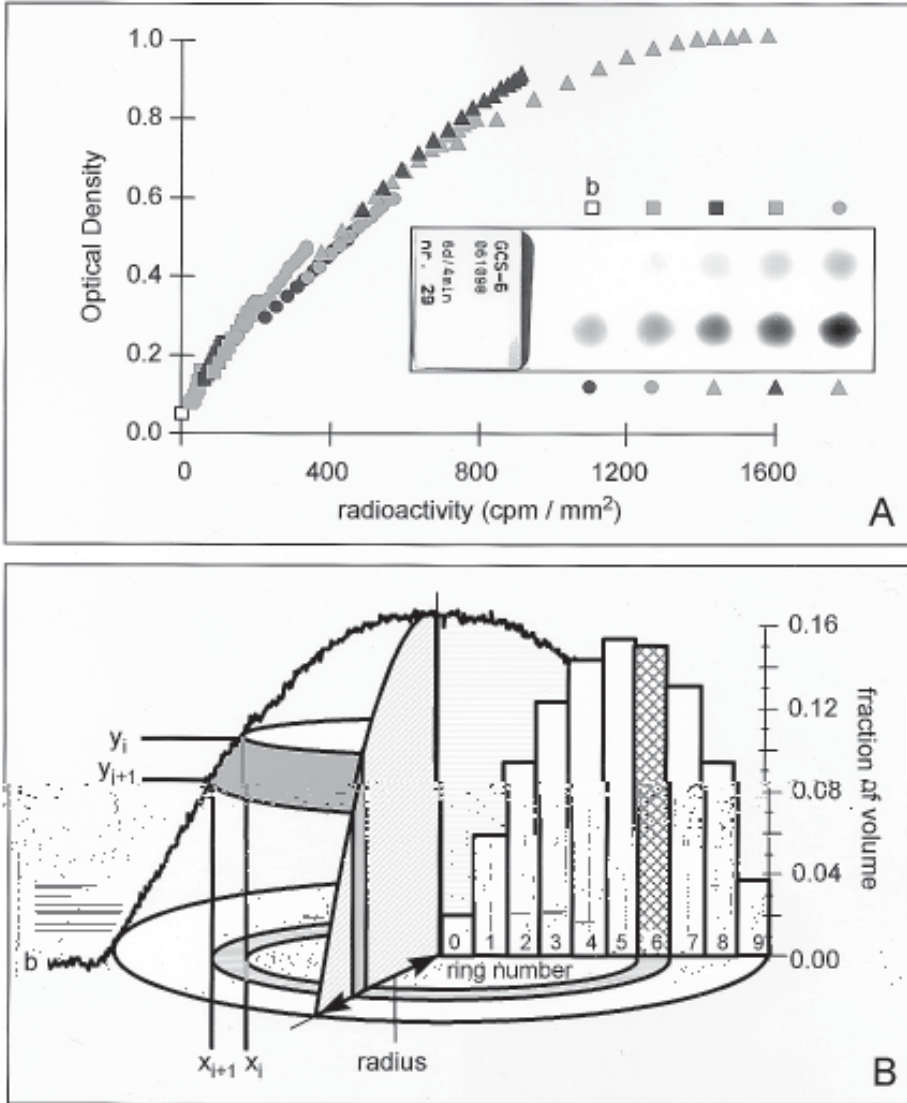 1.0
0.8
0.6
0.4
0.2
0.0
Optical Density
0
400
800
1200
1600
radioactivity (cpm / mm²)
b
GCS-6
061098
6d/4min
nr. 29
A
0.16
0.12
0.08
0.04
0.00
fraction of volume
yᵢ
yᵢ₊₁
b
0 1 2 3 4 5 6 7 8 9
ring number
xᵢ₊₁ xᵢ
radius
B